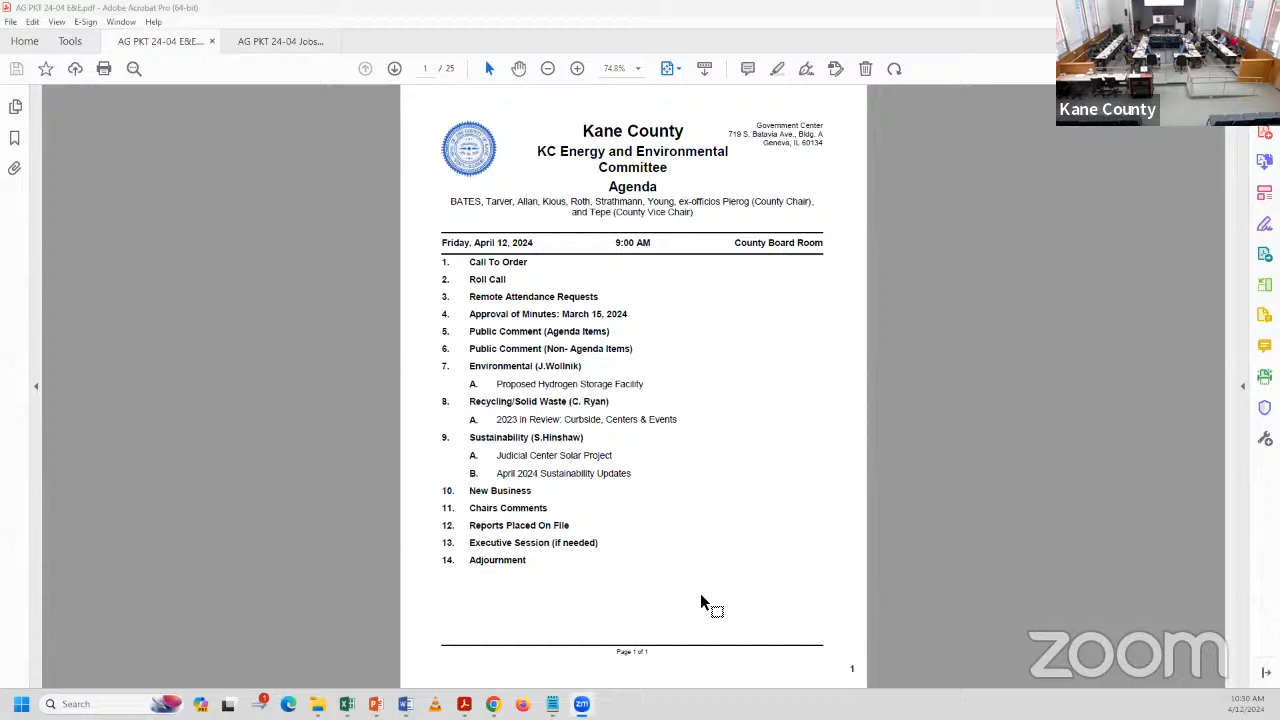 AG PKT 24-04 E&E.pdf - Adobe Acrobat Pro (64-bit)
File Edit View E-Sign Window Help
Home Tools AG PKT 24-04 E&E... × AG PKT 24-04 Jobs...
1 / 25 74.8%
Kane County
Kane County
KC Energy and Environmental
Committee
Agenda
Government Center
719 S. Batavia Ave., Bldg. A
Geneva, IL 60134
BATES, Tarver, Allan, Kious, Roth, Strathmann, Young, ex-officios Pierog (County Chair),
and Tepe (County Vice Chair)
Friday, April 12, 2024 9:00 AM County Board Room
1. Call To Order
2. Roll Call
3. Remote Attendance Requests
4. Approval of Minutes: March 15, 2024
5. Public Comment (Agenda Items)
6. Public Comment (Non- Agenda Items)
7. Environmental (J.Wollnik)
A. Proposed Hydrogen Storage Facility
8. Recycling/Solid Waste (C. Ryan)
A. 2023 in Review: Curbside, Centers & Events
9. Sustainability (S.Hinshaw)
A. Judicial Center Solar Project
B. April 2024 Sustainability Updates
10. New Business
11. Chairs Comments
12. Reports Placed On File
13. Executive Session (if needed)
14. Adjournment
Page 1 of 1
1
zoom
Search
10:30 AM
4/12/2024